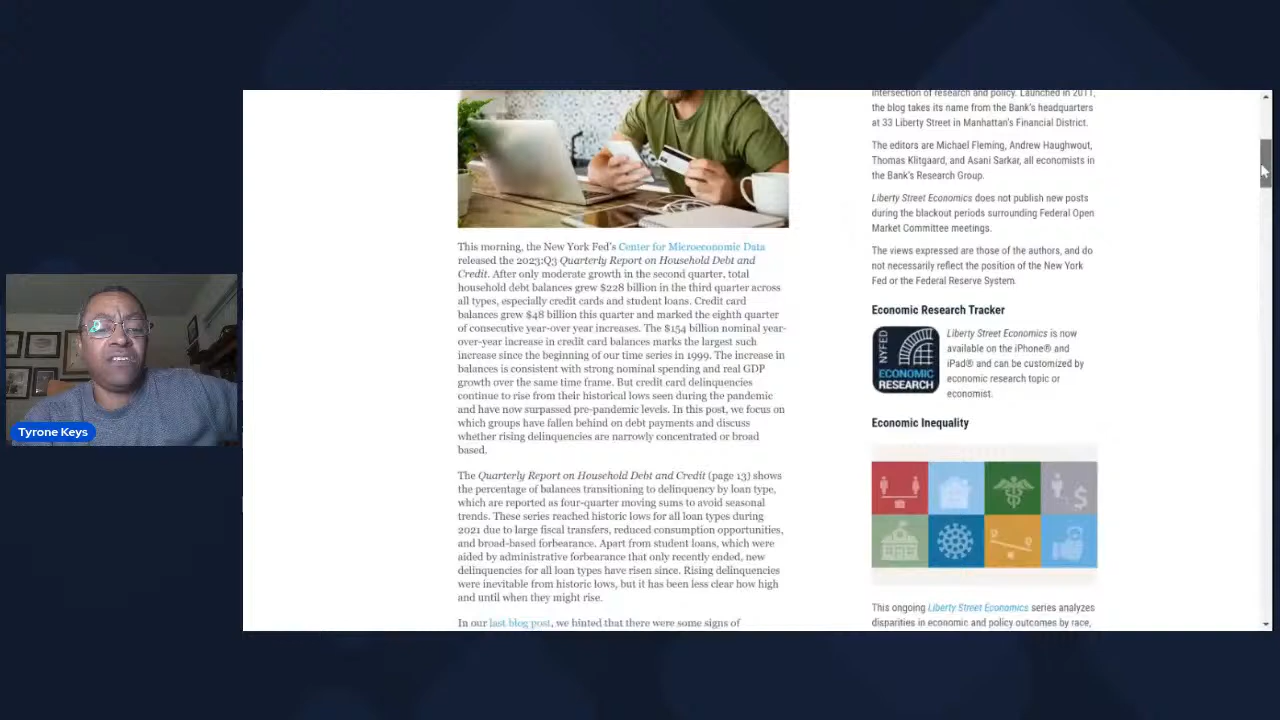 Tyrone Keys
This morning, the New York Fed's Center for Microeconomic Data
released the 2023:Q3 Quarterly Report on Household Debt and
Credit. After only moderate growth in the second quarter, total
household debt balances grew $228 billion in the third quarter across
all types, especially credit cards and student loans. Credit card
balances grew $48 billion this quarter and marked the eighth quarter
of consecutive year-over year increases. The $154 billion nominal year-
over-year increase in credit card balances marks the largest such
increase since the beginning of our time series in 1999. The increase in
balances is consistent with strong nominal spending and real GDP
growth over the same time frame. But credit card delinquencies
continue to rise from their historical lows seen during the pandemic
and have now surpassed pre-pandemic levels. In this post, we focus on
which groups have fallen behind on debt payments and discuss
whether rising delinquencies are narrowly concentrated or broad
based.
The Quarterly Report on Household Debt and Credit (page 13) shows
the percentage of balances transitioning to delinquency by loan type,
which are reported as four-quarter moving sums to avoid seasonal
trends. These series reached historic lows for all loan types during
2021 due to large fiscal transfers, reduced consumption opportunities,
and broad-based forbearance. Apart from student loans, which were
aided by administrative forbearance that only recently ended, new
delinquencies for all loan types have risen since. Rising delinquencies
were inevitable from historic lows, but it has been less clear how high
and until when they might rise.
In our last blog post, we hinted that there were some signs of
intersection of research and policy. Launched in 2011,
the blog takes its name from the Bank's headquarters
at 33 Liberty Street in Manhattan's Financial District.
The editors are Michael Fleming, Andrew Haughwout,
Thomas Klitgaard, and Asani Sarkar, all economists in
the Bank's Research Group.
Liberty Street Economics does not publish new posts
during the blackout periods surrounding Federal Open
Market Committee meetings.
The views expressed are those of the authors, and do
not necessarily reflect the position of the New York
Fed or the Federal Reserve System.
Economic Research Tracker
NYFED
ECONOMIC
RESEARCH
Liberty Street Economics is now
available on the iPhone® and
iPad® and can be customized by
economic research topic or
economist.
Economic Inequality
$
This ongoing Liberty Street Economics series analyzes
disparities in economic and policy outcomes by race,